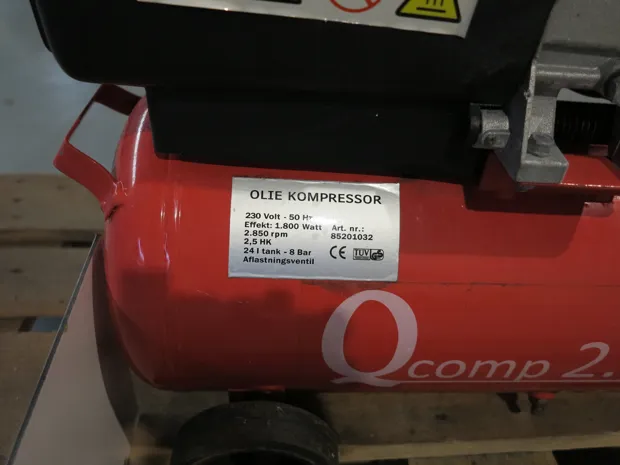 OLIE KOMPRESSOR
230 Volt - 50 Hz
Effekt: 1.800 Watt Art. nr.:
2.850 rpm 85201032
2,5 HK
24 l tank - 8 Bar CE TÜV GS
Aflastningsventil
Qcomp 2.